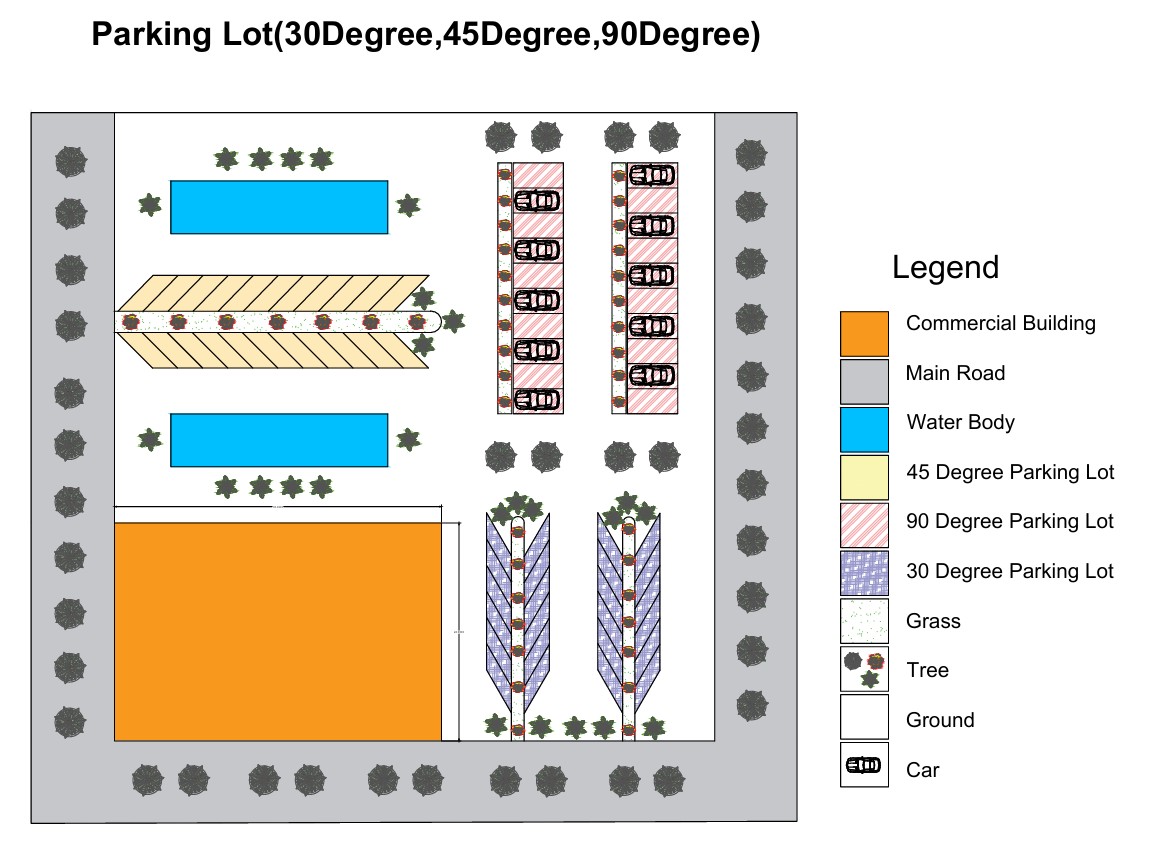 Parking Lot(30Degree,45Degree,90Degree)
Legend
Commercial Building
Main Road
Water Body
45 Degree Parking Lot
90 Degree Parking Lot
30 Degree Parking Lot
Grass
Tree
Ground
Car